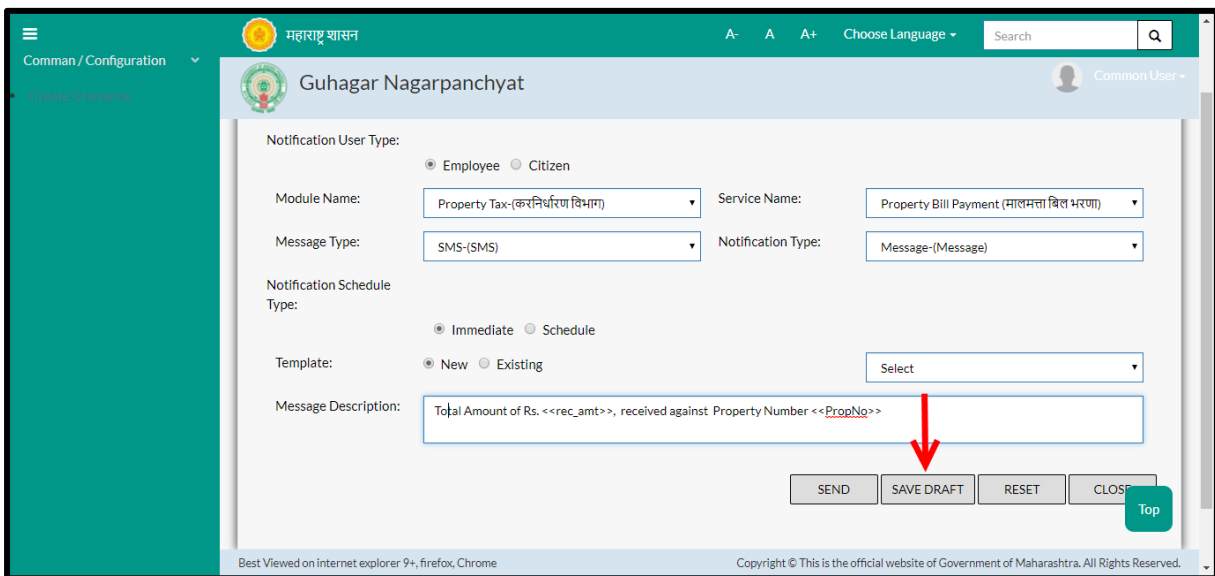 महाराष्ट्र शासन A- A A+ Choose Language Search
Comman / Configuration
Create Grievance
Guhagar Nagarpanchyat Common User
Notification User Type:
Employee Citizen
Module Name: Property Tax-(करनिर्धारण विभाग) Service Name: Property Bill Payment (मालमत्ता बिल भरणा)
Message Type: SMS-(SMS) Notification Type: Message-(Message)
Notification Schedule
Type:
Immediate Schedule
Template: New Existing Select
Message Description: Total Amount of Rs. <<rec_amt>>, received against Property Number <<PropNo>>
SEND SAVE DRAFT RESET CLOSE
Top
Best Viewed on internet explorer 9+, firefox, Chrome Copyright © This is the official website of Government of Maharashtra. All Rights Reserved.